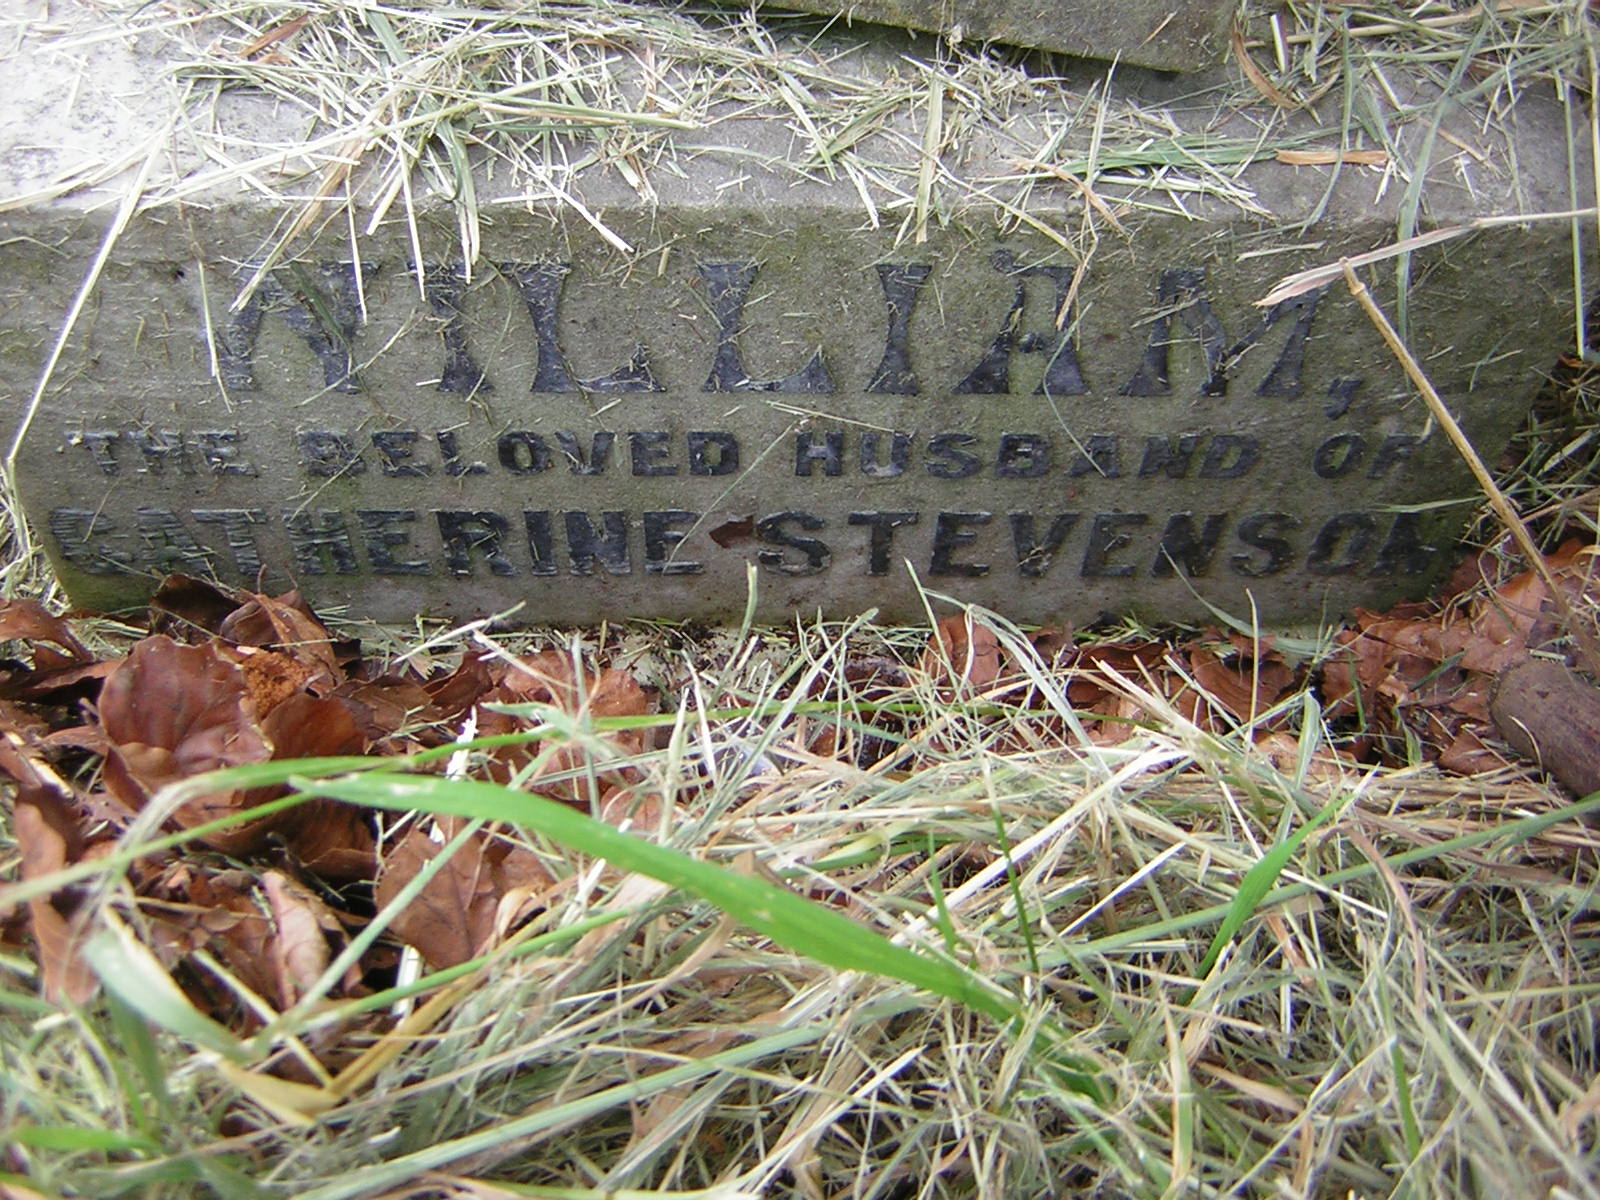 WILLIAM,
THE BELOVED HUSBAND OF
CATHERINE STEVENSON